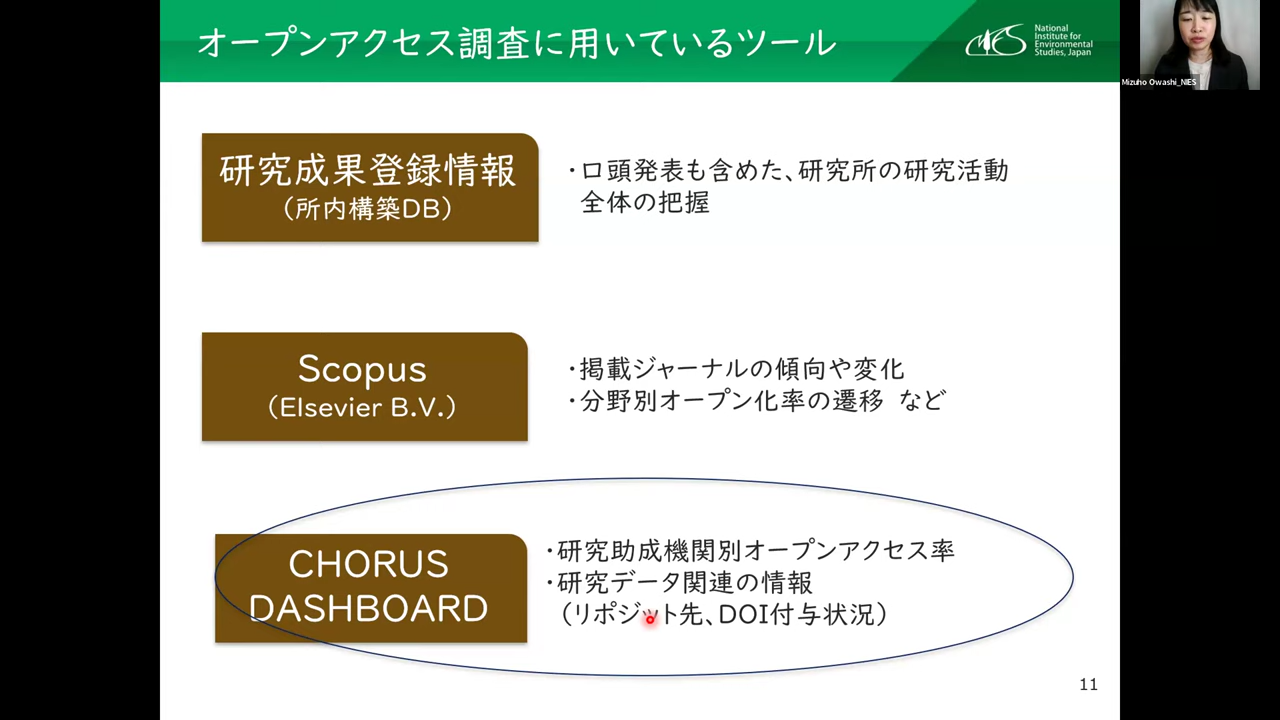 オープンアクセス調査に用いているツール
National
Institute for
Environmental
Studies, Japan
Mizuho Owashi_NIES
研究成果登録情報
（所内構築DB）
・口頭発表も含めた、研究所の研究活動
全体の把握
Scopus
（Elsevier B.V.）
・掲載ジャーナルの傾向や変化
・分野別オープン化率の遷移 など
CHORUS
DASHBOARD
・研究助成機関別オープンアクセス率
・研究データ関連の情報
（リポジット先、DOI付与状況）
11